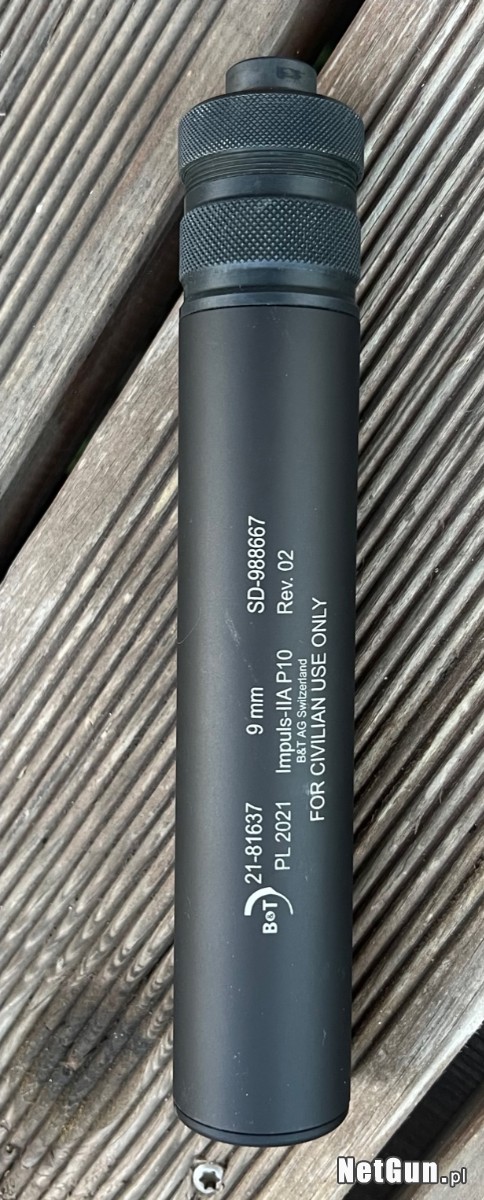 B&T 21-81637 9 mm SD-988667
PL 2021 Impuls-IIA P10 Rev. 02
B&T AG Switzerland
FOR CIVILIAN USE ONLY
NetGun.pl